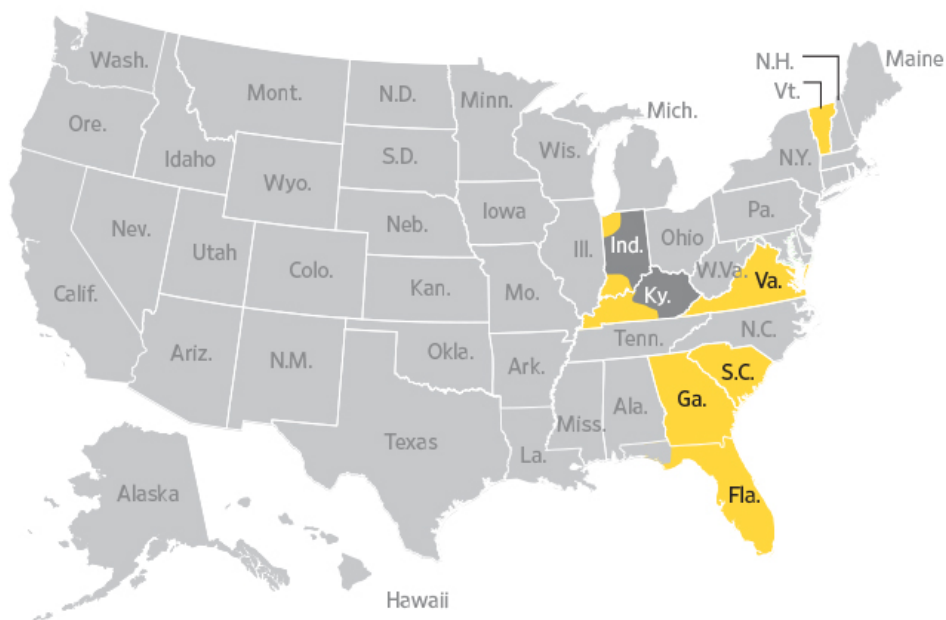 Wash.
Mont.
N.D.
Minn.
Mich.
N.H.
Maine
Vt.
Ore.
Idaho
S.D.
Wis.
N.Y.
Wyo.
Iowa
Pa.
Nev.
Neb.
Ill.
Ind.
Ohio
Utah
Colo.
W.Va.
Va.
Calif.
Kan.
Mo.
Ky.
Ariz.
N.M.
Okla.
Ark.
Tenn.
N.C.
S.C.
Texas
La.
Miss.
Ala.
Ga.
Alaska
Fla.
Hawaii